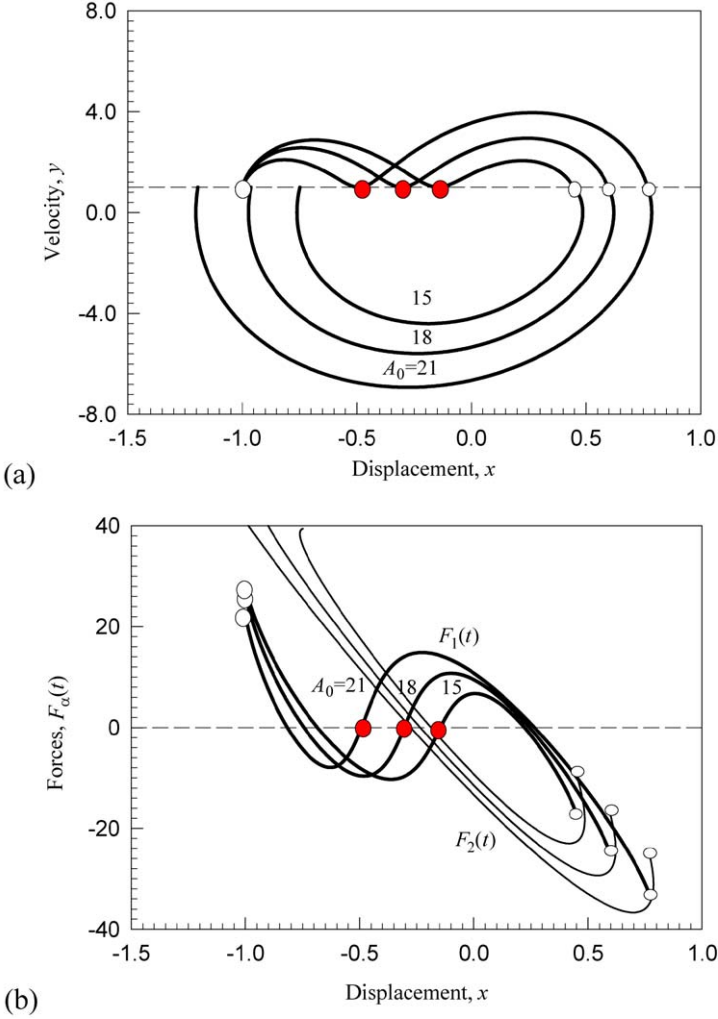 8.0
4.0
0.0
-4.0
-8.0
Velocity, y
15
18
A0=21
-1.5 -1.0 -0.5 0.0 0.5 1.0
Displacement, x
(a)
40
20
0
-20
-40
Forces, Fα(t)
F1(t)
A0=21 18 15
F2(t)
-1.5 -1.0 -0.5 0.0 0.5 1.0
Displacement, x
(b)